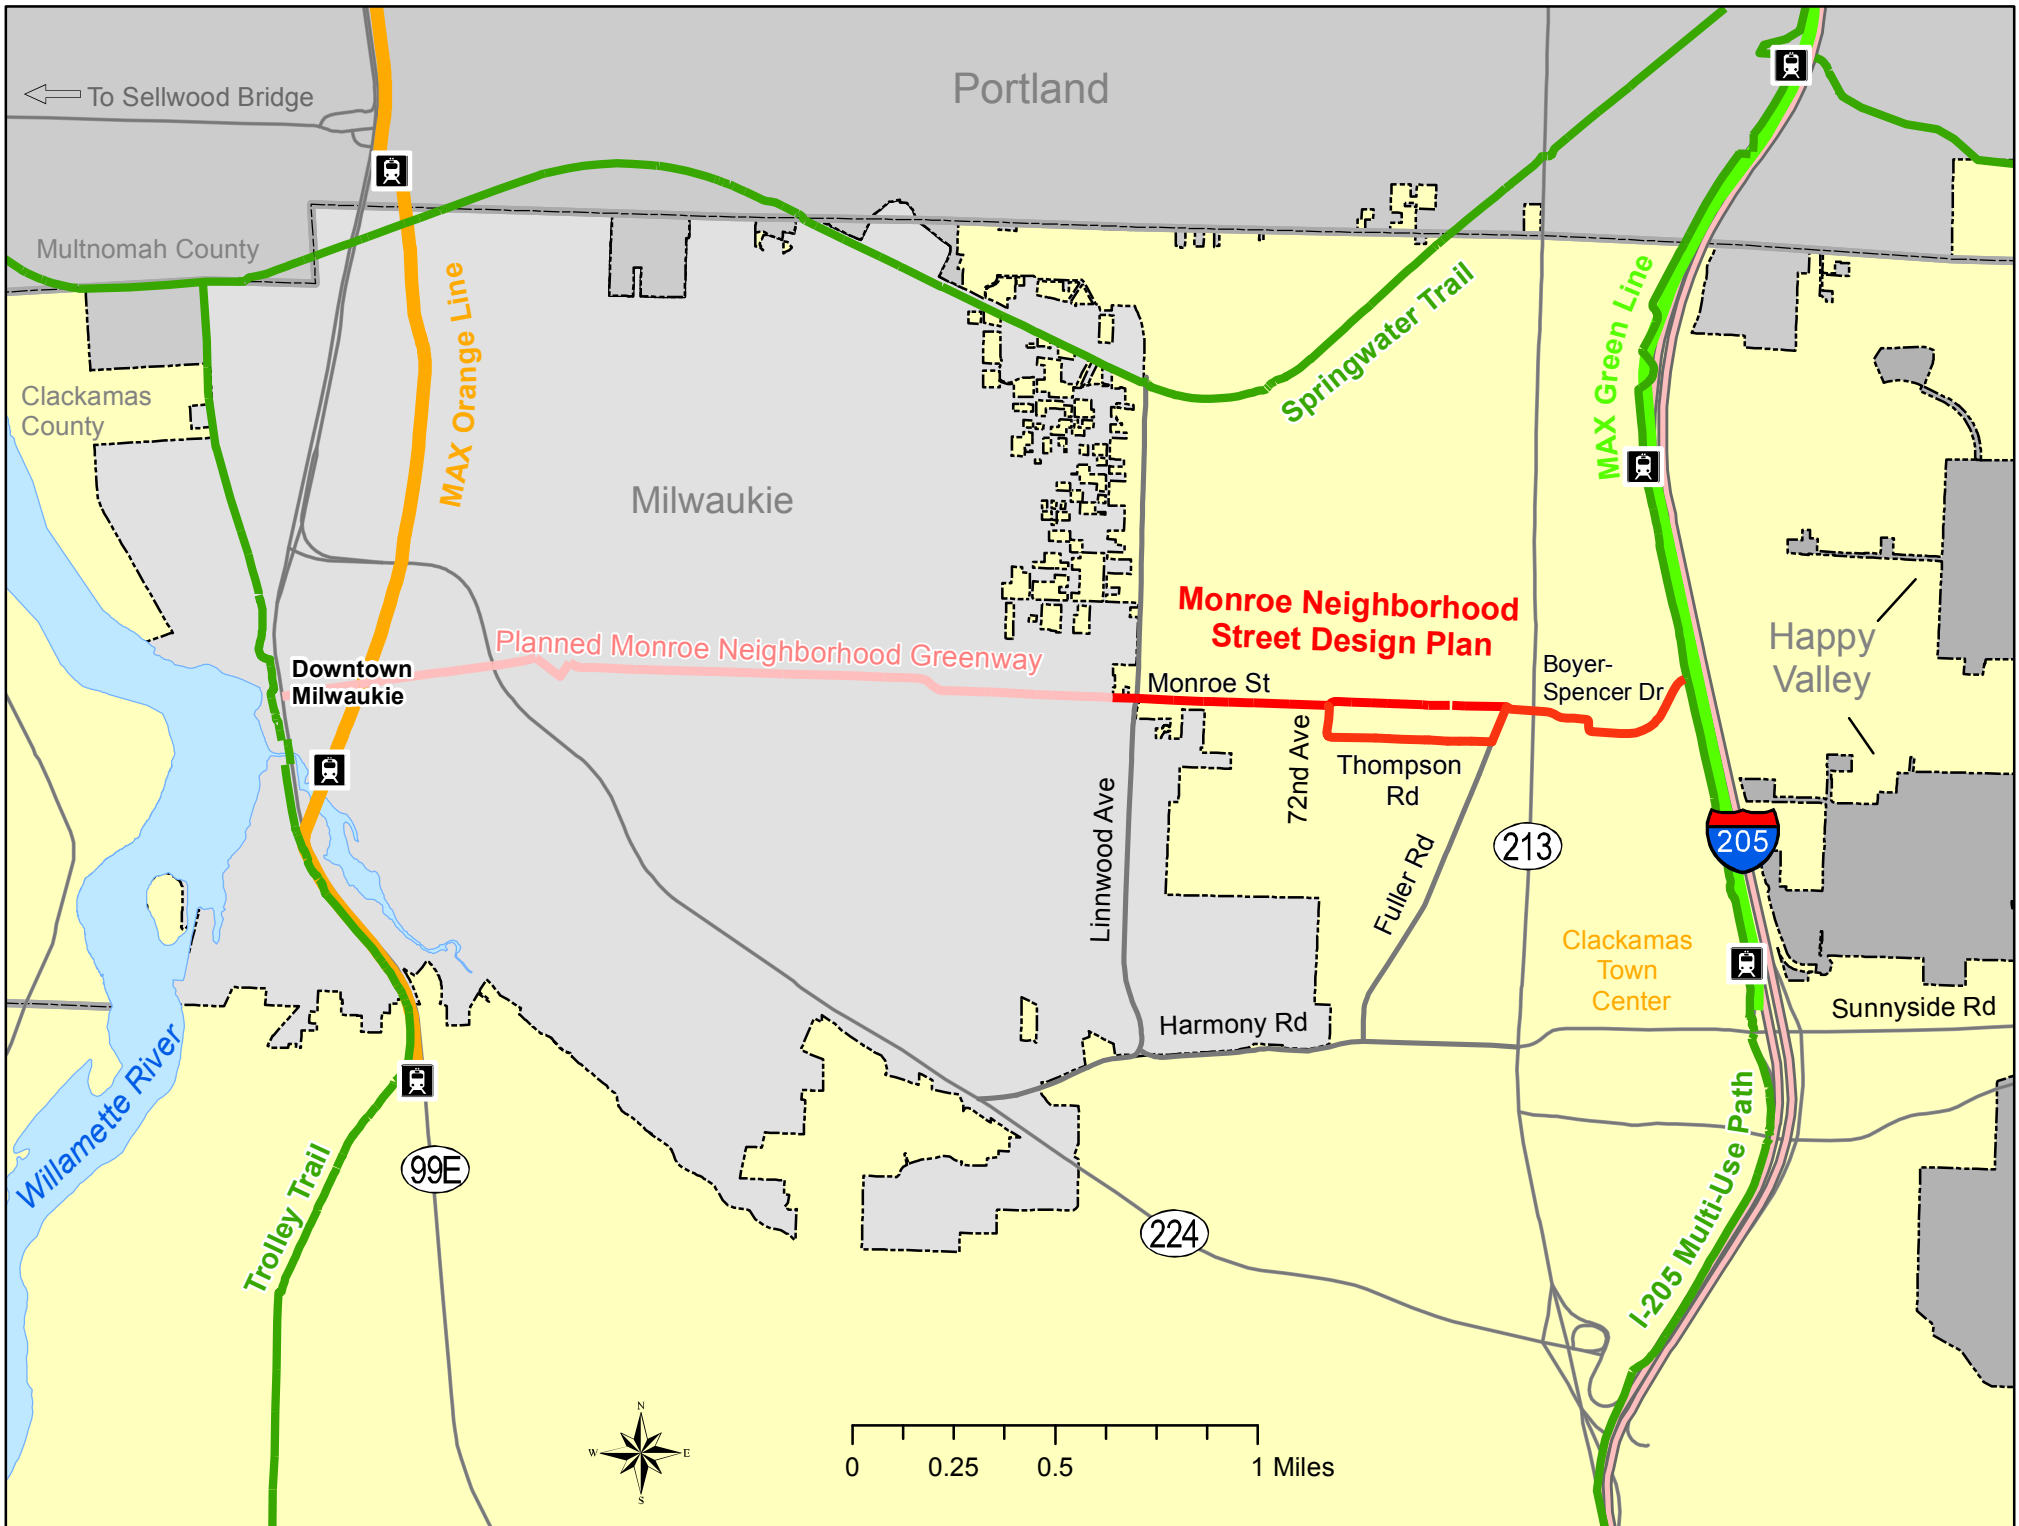 Portland
To Sellwood Bridge
Multnomah County
MAX Orange Line
Springwater Trail
MAX Green Line
Clackamas
County
Milwaukie
Monroe Neighborhood
Street Design Plan
Planned Monroe Neighborhood Greenway
Downtown
Milwaukie
Monroe St
Boyer-
Spencer Dr
Happy
Valley
72nd Ave
Thompson
Rd
Linnwood Ave
Fuller Rd
213
205
Clackamas
Town
Center
Sunnyside Rd
Harmony Rd
Willamette River
Trolley Trail
99E
224
I-205 Multi-Use Path
N
W
E
S
0
0.25
0.5
1 Miles